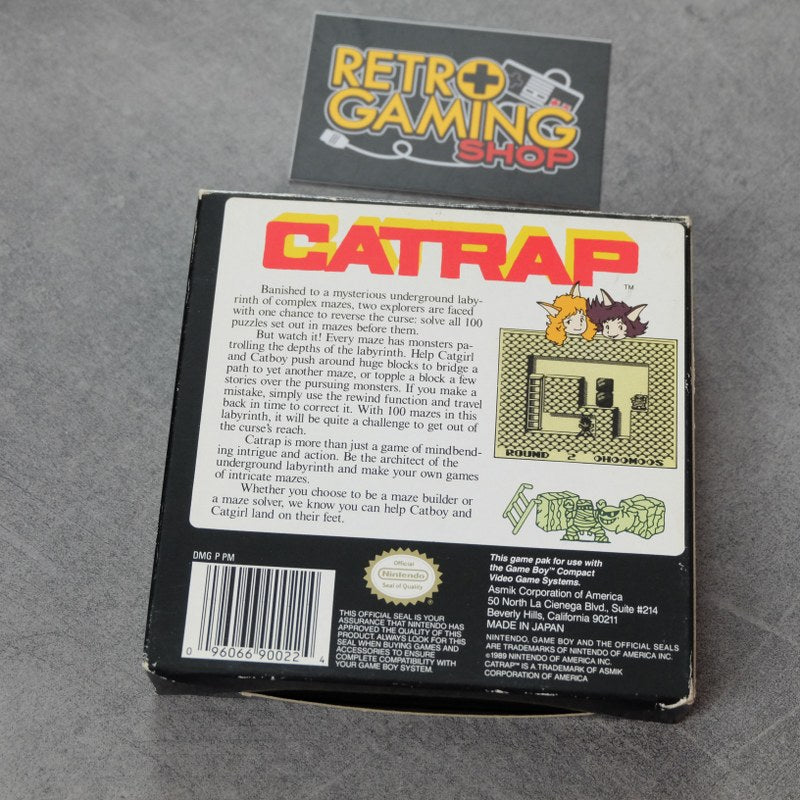 RETRO
GAMING
SHOP
CATRAP
TM
Banished to a mysterious underground laby-
rinth of complex mazes, two explorers are faced
with one chance to reverse the curse: solve all 100
puzzles set out in mazes before them.
But watch it! Every maze has monsters pa-
trolling the depths of the labyrinth. Help Catgirl
and Catboy push around huge blocks to bridge a
path to yet another maze, or topple a block a few
stories over the pursuing monsters. If you make a
mistake, simply use the rewind function and travel
back in time to correct it. With 100 mazes in this
labyrinth, it will be quite a challenge to get out of
the curse's reach.
Catrap is more than just a game of mindbend-
ing intrigue and action. Be the architect of the
underground labyrinth and make your own games
of intricate mazes.
Whether you choose to be a maze builder or
a maze solver, we know you can help Catboy and
Catgirl land on their feet.
ROUND 2 0H00M00S
DMG P PM
0 96066 90022 4
Official
Nintendo
Seal of Quality
THIS OFFICIAL SEAL IS YOUR
ASSURANCE THAT NINTENDO HAS
APPROVED THE QUALITY OF THIS
PRODUCT. ALWAYS LOOK FOR THIS
SEAL WHEN BUYING GAMES AND
ACCESSORIES TO ENSURE
COMPLETE COMPATIBILITY WITH
YOUR GAME BOY SYSTEM.
This game pak for use with
the Game Boy™ Compact
Video Game Systems.
Asmik Corporation of America
50 North La Cienega Blvd., Suite #214
Beverly Hills, California 90211
MADE IN JAPAN
NINTENDO, GAME BOY AND THE OFFICIAL SEALS
ARE TRADEMARKS OF NINTENDO OF AMERICA INC.
©1989 NINTENDO OF AMERICA INC.
CATRAP™ IS A TRADEMARK OF ASMIK
CORPORATION OF AMERICA